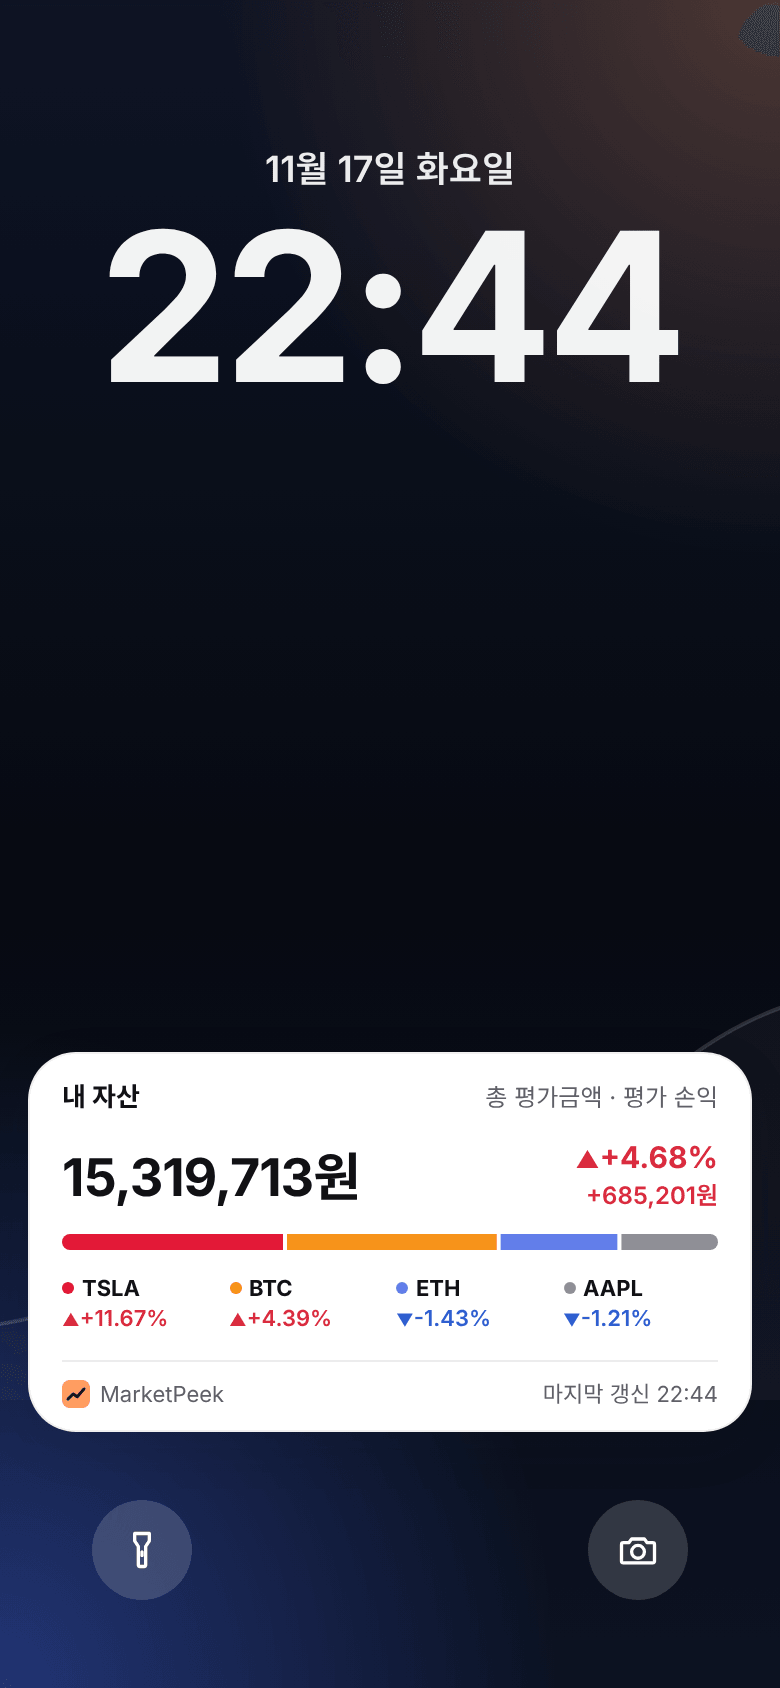 11월 17일 화요일
22:44
내 자산
총 평가금액 · 평가 손익
15,319,713원
▲+4.68%
+685,201원
TSLA
▲+11.67%
BTC
▲+4.39%
ETH
▼-1.43%
AAPL
▼-1.21%
MarketPeek
마지막 갱신 22:44